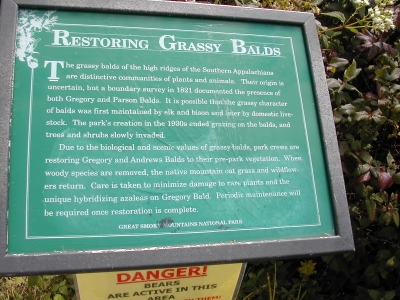 RESTORING GRASSY BALDS
The grassy balds of the high ridges of the Southern Appalachians
are distinctive communities of plants and animals. Their origin is
uncertain, but a boundary survey in 1821 documented the presence of
both Gregory and Parson Balds. It is possible that the grassy character
of balds was first maintained by elk and bison and later by domestic live-
stock. The park's creation in the 1930s ended grazing on the balds, and
trees and shrubs slowly invaded.
Due to the biological and scenic values of grassy balds, park crews are
restoring Gregory and Andrews Balds to their pre-park vegetation. When
woody species are removed, the native mountain oat grass and wildflow-
ers return. Care is taken to minimize damage to rare plants and the
unique hybridizing azaleas on Gregory Bald. Periodic maintenance will
be required once restoration is complete.
GREAT SMOKY MOUNTAINS NATIONAL PARK
DANGER!
BEARS
ARE ACTIVE IN THIS
AREA
THEM!